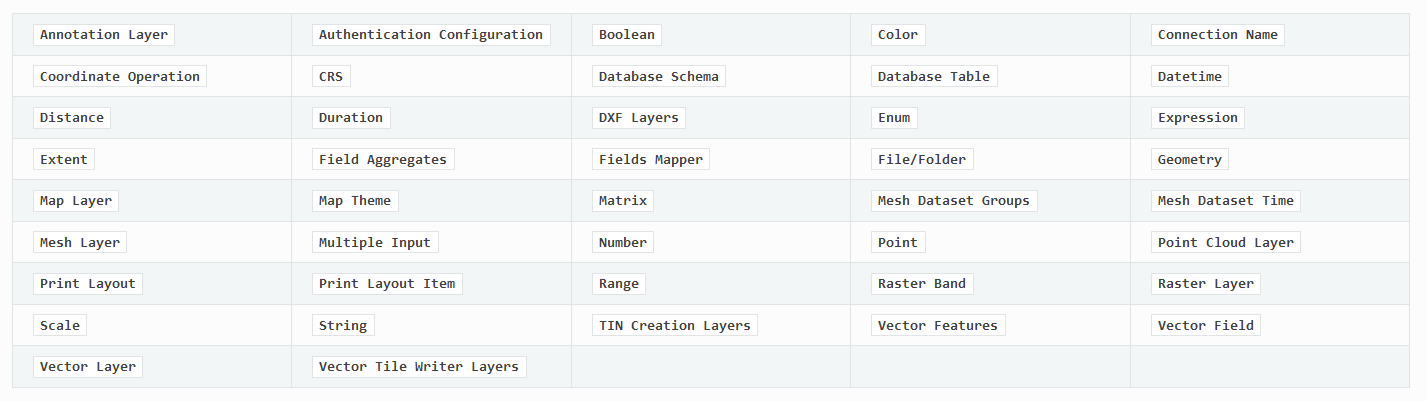 Annotation Layer Authentication Configuration Boolean Color Connection Name
Coordinate Operation CRS Database Schema Database Table Datetime
Distance Duration DXF Layers Enum Expression
Extent Field Aggregates Fields Mapper File/Folder Geometry
Map Layer Map Theme Matrix Mesh Dataset Groups Mesh Dataset Time
Mesh Layer Multiple Input Number Point Point Cloud Layer
Print Layout Print Layout Item Range Raster Band Raster Layer
Scale String TIN Creation Layers Vector Features Vector Field
Vector Layer Vector Tile Writer Layers